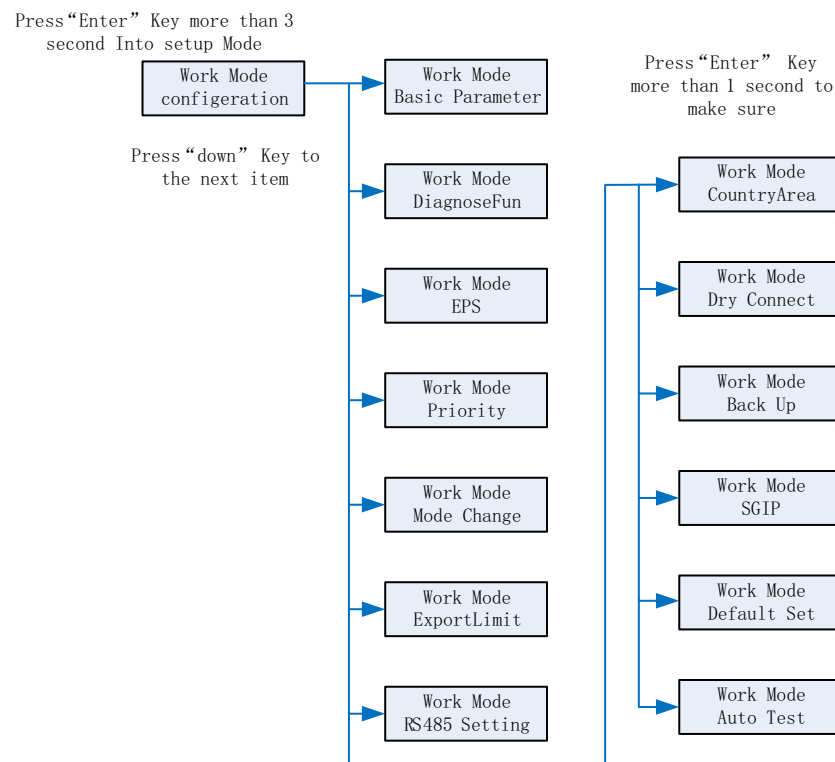 Press“Enter” Key more than 3
second Into setup Mode
Work Mode
configeration
Press“down” Key to
the next item
Work Mode
Basic Parameter
Work Mode
DiagnoseFun
Work Mode
EPS
Work Mode
Priority
Work Mode
Mode Change
Work Mode
ExportLimit
Work Mode
RS485 Setting
Press“Enter” Key
more than 1 second to
make sure
Work Mode
CountryArea
Work Mode
Dry Connect
Work Mode
Back Up
Work Mode
SGIP
Work Mode
Default Set
Work Mode
Auto Test